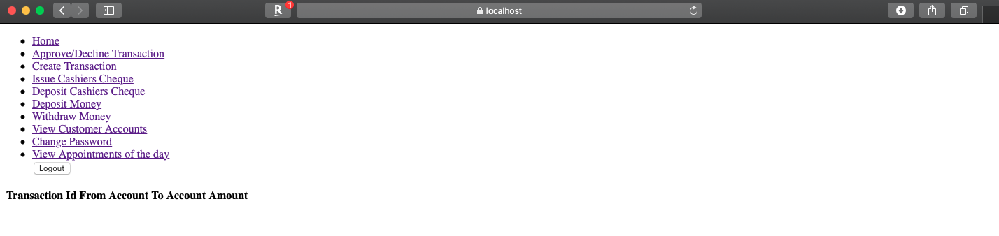 R 1 localhost
Home
Approve/Decline Transaction
Create Transaction
Issue Cashiers Cheque
Deposit Cashiers Cheque
Deposit Money
Withdraw Money
View Customer Accounts
Change Password
View Appointments of the day
Logout
Transaction Id From Account To Account Amount